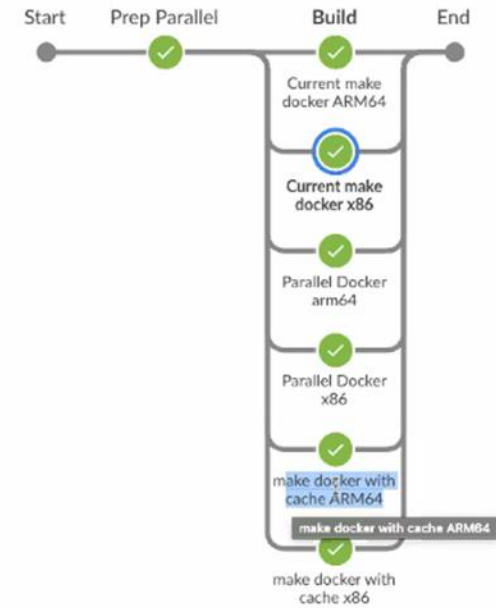 Start
Prep Parallel
Build
End
Current make
docker ARM64
Current make
docker x86
Parallel Docker
arm64
Parallel Docker
x86
make docker with
cache ARM64
make docker with cache ARM64
make docker with
cache x86